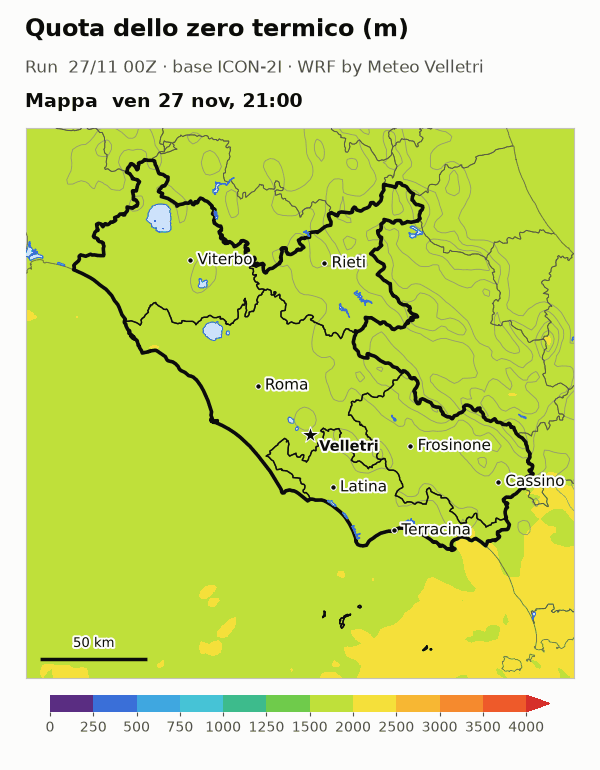 Quota dello zero termico (m)
Run 27/11 00Z · base ICON-2I · WRF by Meteo Velletri
Mappa ven 27 nov, 21:00
Viterbo
Rieti
Roma
Velletri
Frosinone
Latina
Cassino
Terracina
50 km
0 250 500 750 1000 1250 1500 2000 2500 3000 3500 4000